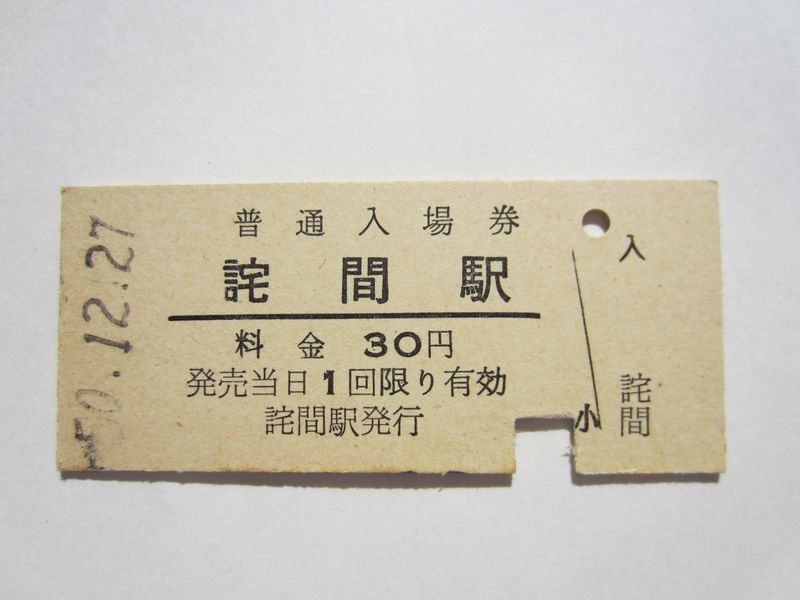 普通入場券
詫間駅
料金 30円
発売当日1回限り有効
詫間駅発行
50.12.27
入
小
詫間